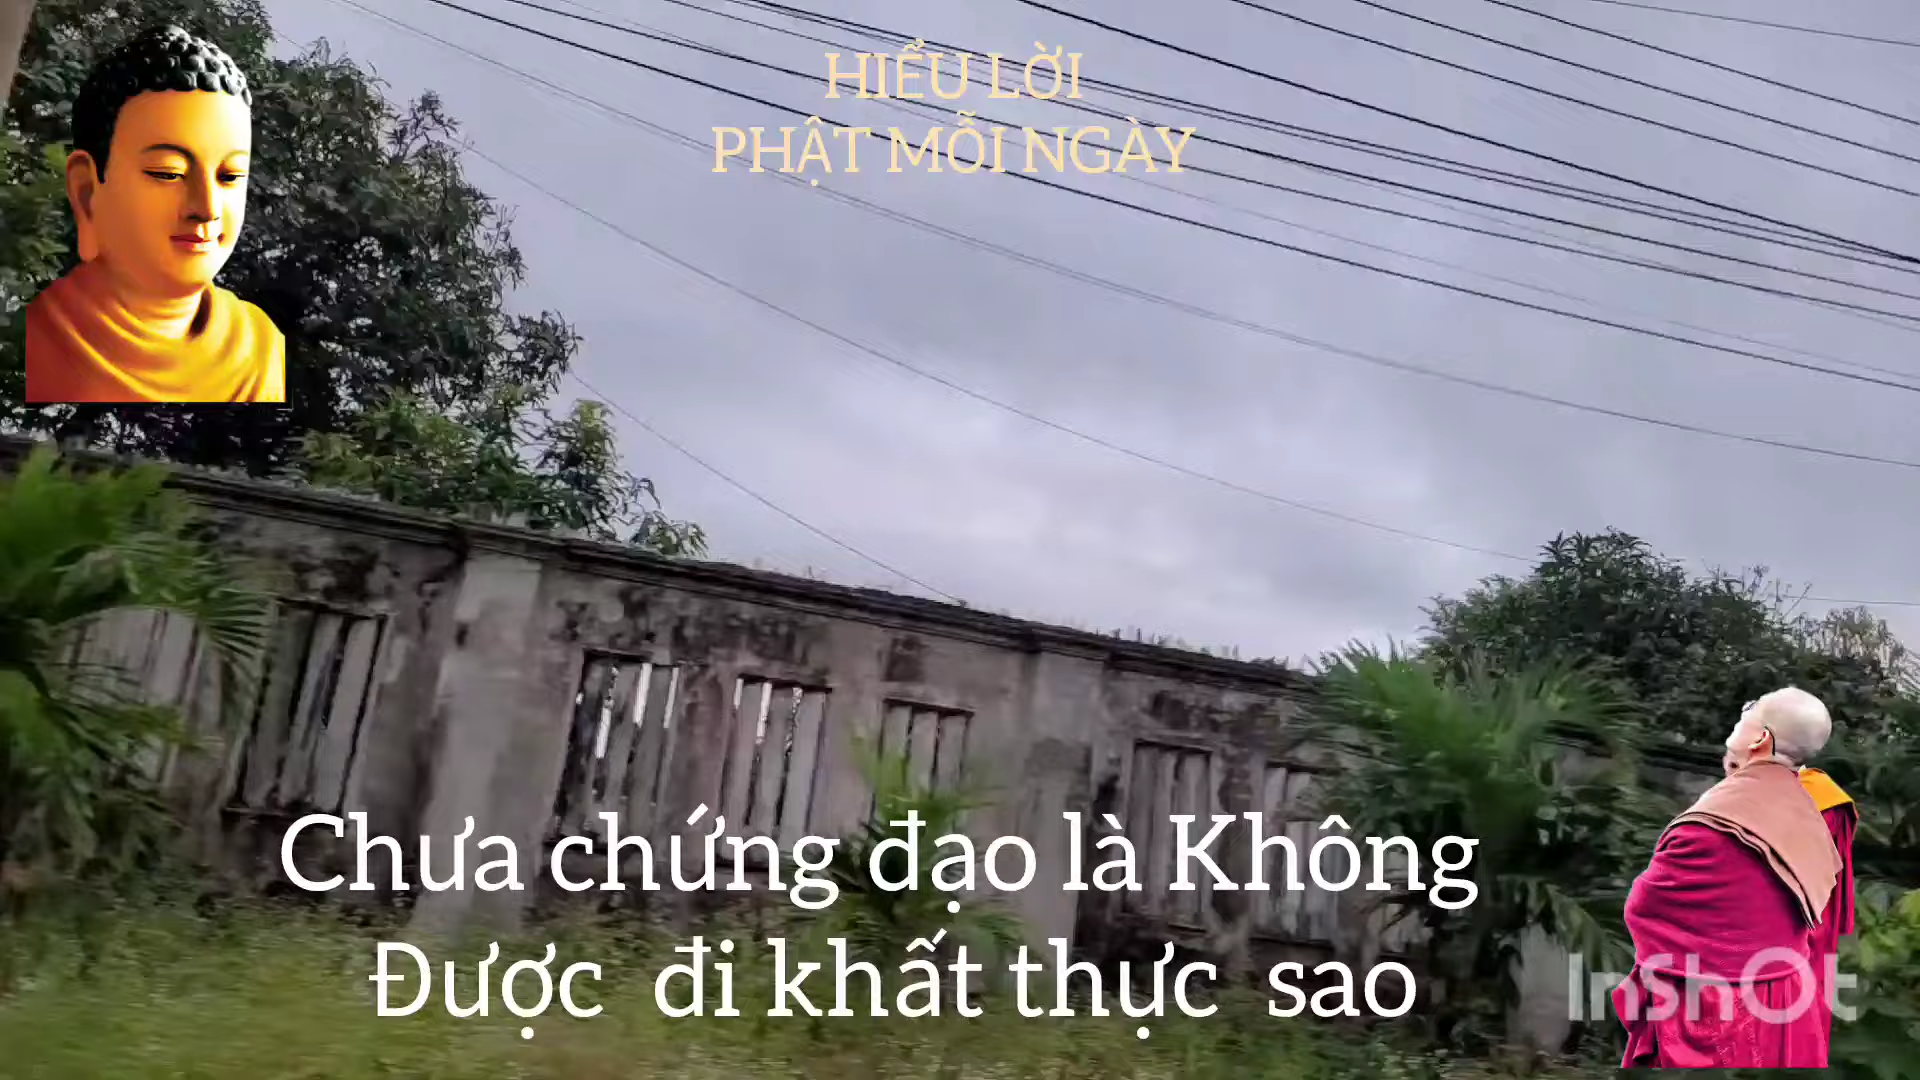 HIỂU LỜI
PHẬT MỖI NGÀY
Chưa chứng đạo là Không
Được đi khất thực sao
InShOt